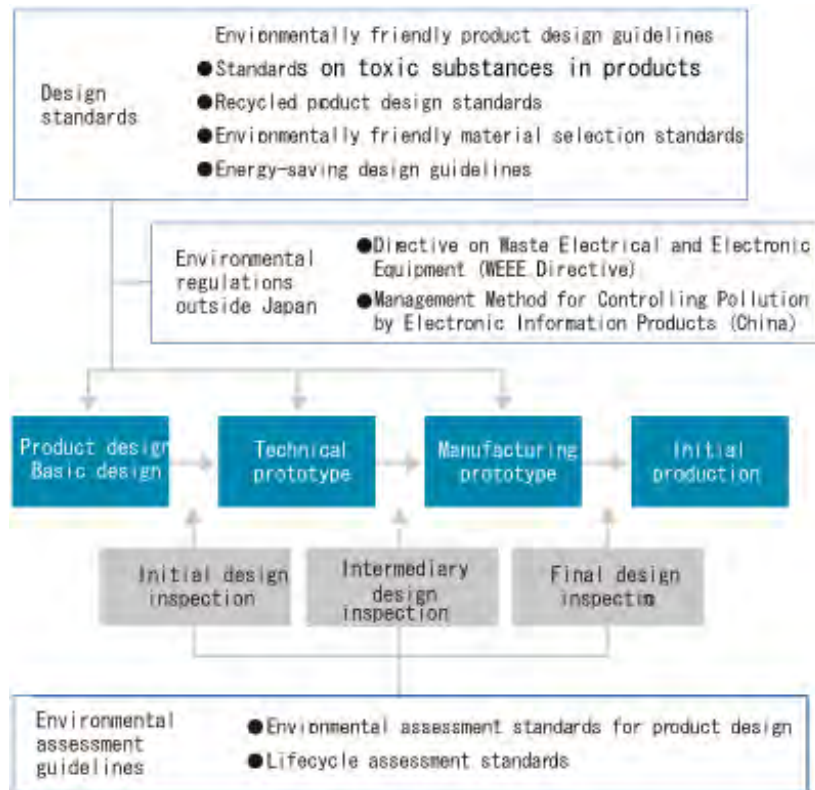 Envionmentally friendly product design guidelines
Design
standards
●Standards on toxic substances in products
●Recycled poduct design standards
●Environmentally friendly material selection standards
●Energy-saving design guidelines
Environmental
regulations
outside Japan
●Diective on Waste Electrical and Electronic
Equipment (WEEE Directive)
●Management Method for Controlling Pollution
by Electronic Information Products (China)
Product design
Basic design
Technical
prototype
Manufacturing
prototype
Initial
production
Initial design
inspection
Intermediary
design
inspection
Final design
inspection
Environmental
assessment
guidelines
●Envionmental assessment standards for product design
●Lifecycle assessment standards